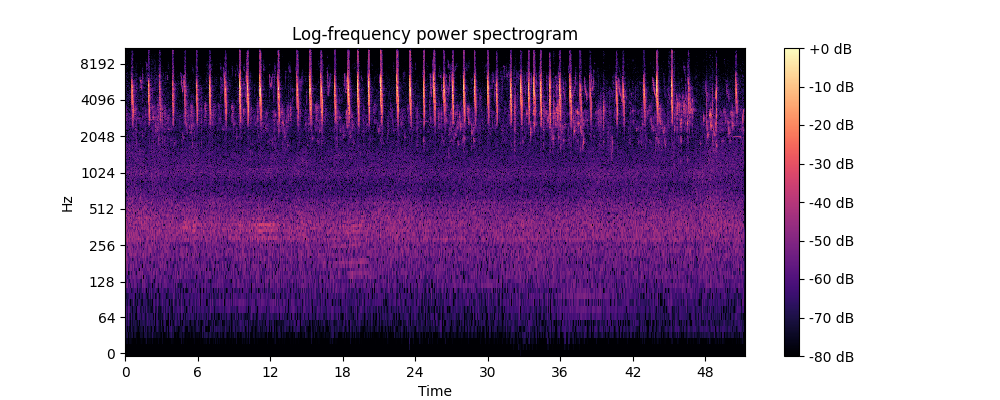 Log-frequency power spectrogram
Hz
8192
4096
2048
1024
512
256
128
64
0
0 6 12 18 24 30 36 42 48
Time
+0 dB
-10 dB
-20 dB
-30 dB
-40 dB
-50 dB
-60 dB
-70 dB
-80 dB